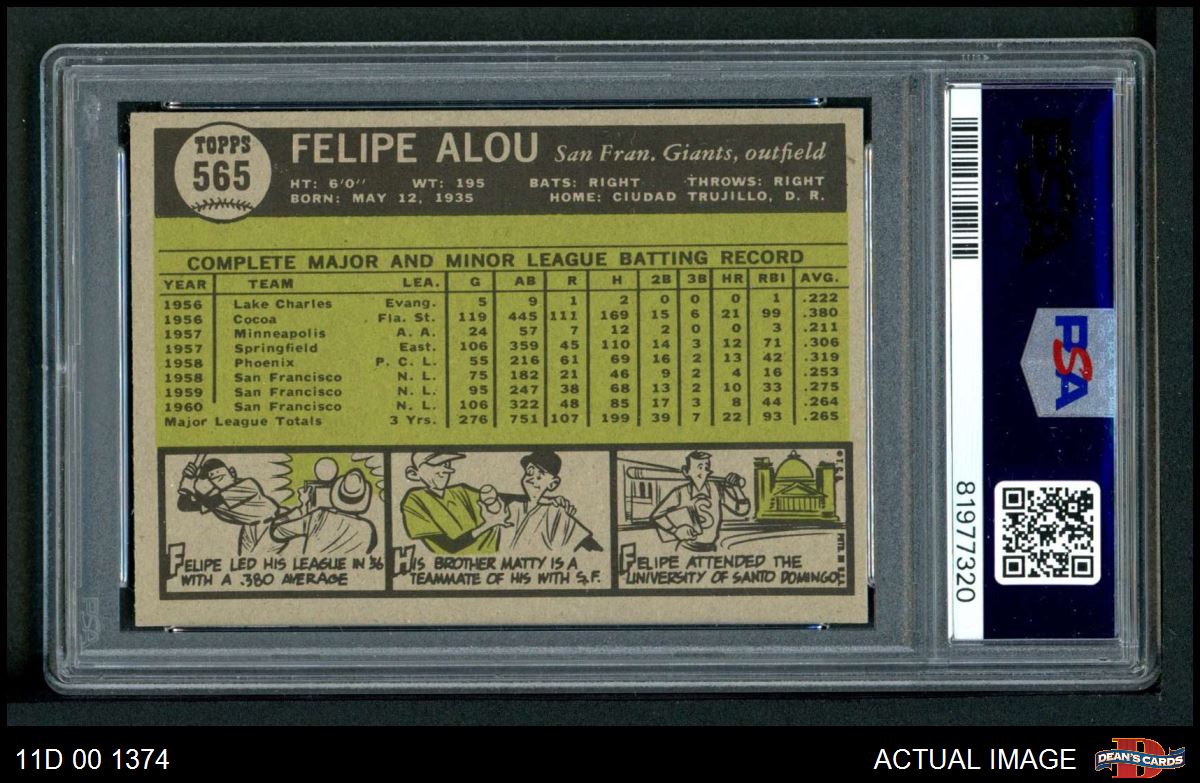 TOPPS
565
FELIPE ALOU San Fran. Giants, outfield
HT: 6'0'' WT: 195 BATS: RIGHT THROWS: RIGHT
BORN: MAY 12, 1935 HOME: CIUDAD TRUJILLO, D. R.
COMPLETE MAJOR AND MINOR LEAGUE BATTING RECORD
YEAR TEAM LEA. G AB R H 2B 3B HR RBI AVG.
1956 Lake Charles Evang. 5 9 1 2 0 0 0 1 .222
1956 Cocoa Fla. St. 119 445 111 169 15 6 21 99 .380
1957 Minneapolis A. A. 24 57 7 12 2 0 0 3 .211
1957 Springfield East. 106 359 45 110 14 3 12 71 .306
1958 Phoenix P. C. L. 55 216 61 69 16 2 13 42 .319
1958 San Francisco N. L. 75 182 21 46 9 2 4 16 .253
1959 San Francisco N. L. 95 247 38 68 13 2 10 33 .275
1960 San Francisco N. L. 106 322 48 85 17 3 8 44 .264
Major League Totals 3 Yrs. 276 751 107 199 39 7 22 93 .265
FELIPE LED HIS LEAGUE IN '56
WITH A .380 AVERAGE
HIS BROTHER MATTY IS A
TEAMMATE OF HIS WITH S.F.
S
FELIPE ATTENDED THE
UNIVERSITY OF SANTO DOMINGO
PSA
PSA
81977320
PSA
11D 00 1374
ACTUAL IMAGE
D
DEAN'S CARDS